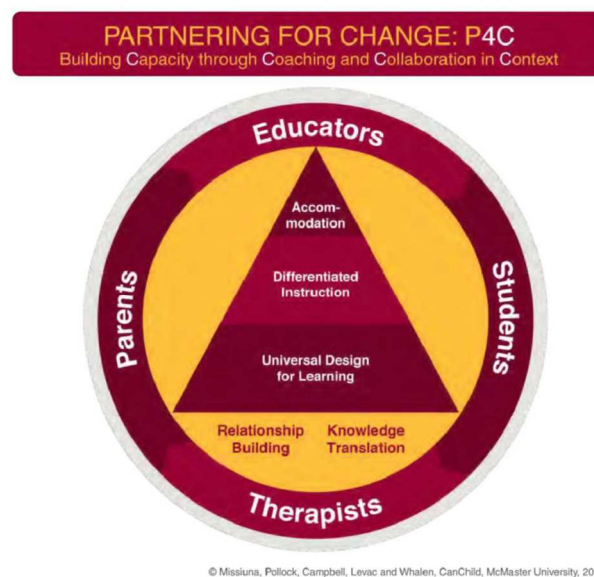 PARTNERING FOR CHANGE: P4C
Building Capacity through Coaching and Collaboration in Context
Educators
Parents
Students
Accom-
modation
Differentiated
Instruction
Universal Design
for Learning
Relationship
Building
Knowledge
Translation
Therapists
© Missiuna, Pollock, Campbell, Levac and Whalen, CanChild, McMaster University, 20